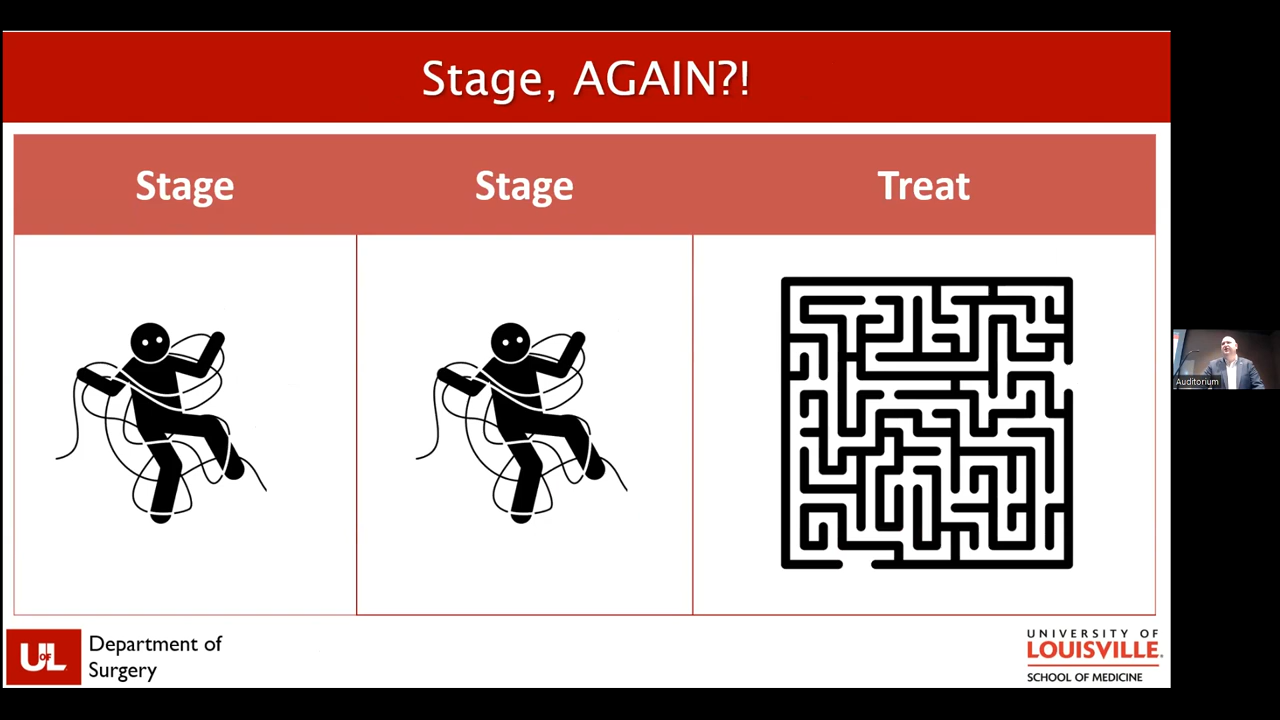 Stage, AGAIN?!
Stage
Stage
Treat
Auditorium
UofL
Department of
Surgery
UNIVERSITY OF
LOUISVILLE.
SCHOOL OF MEDICINE